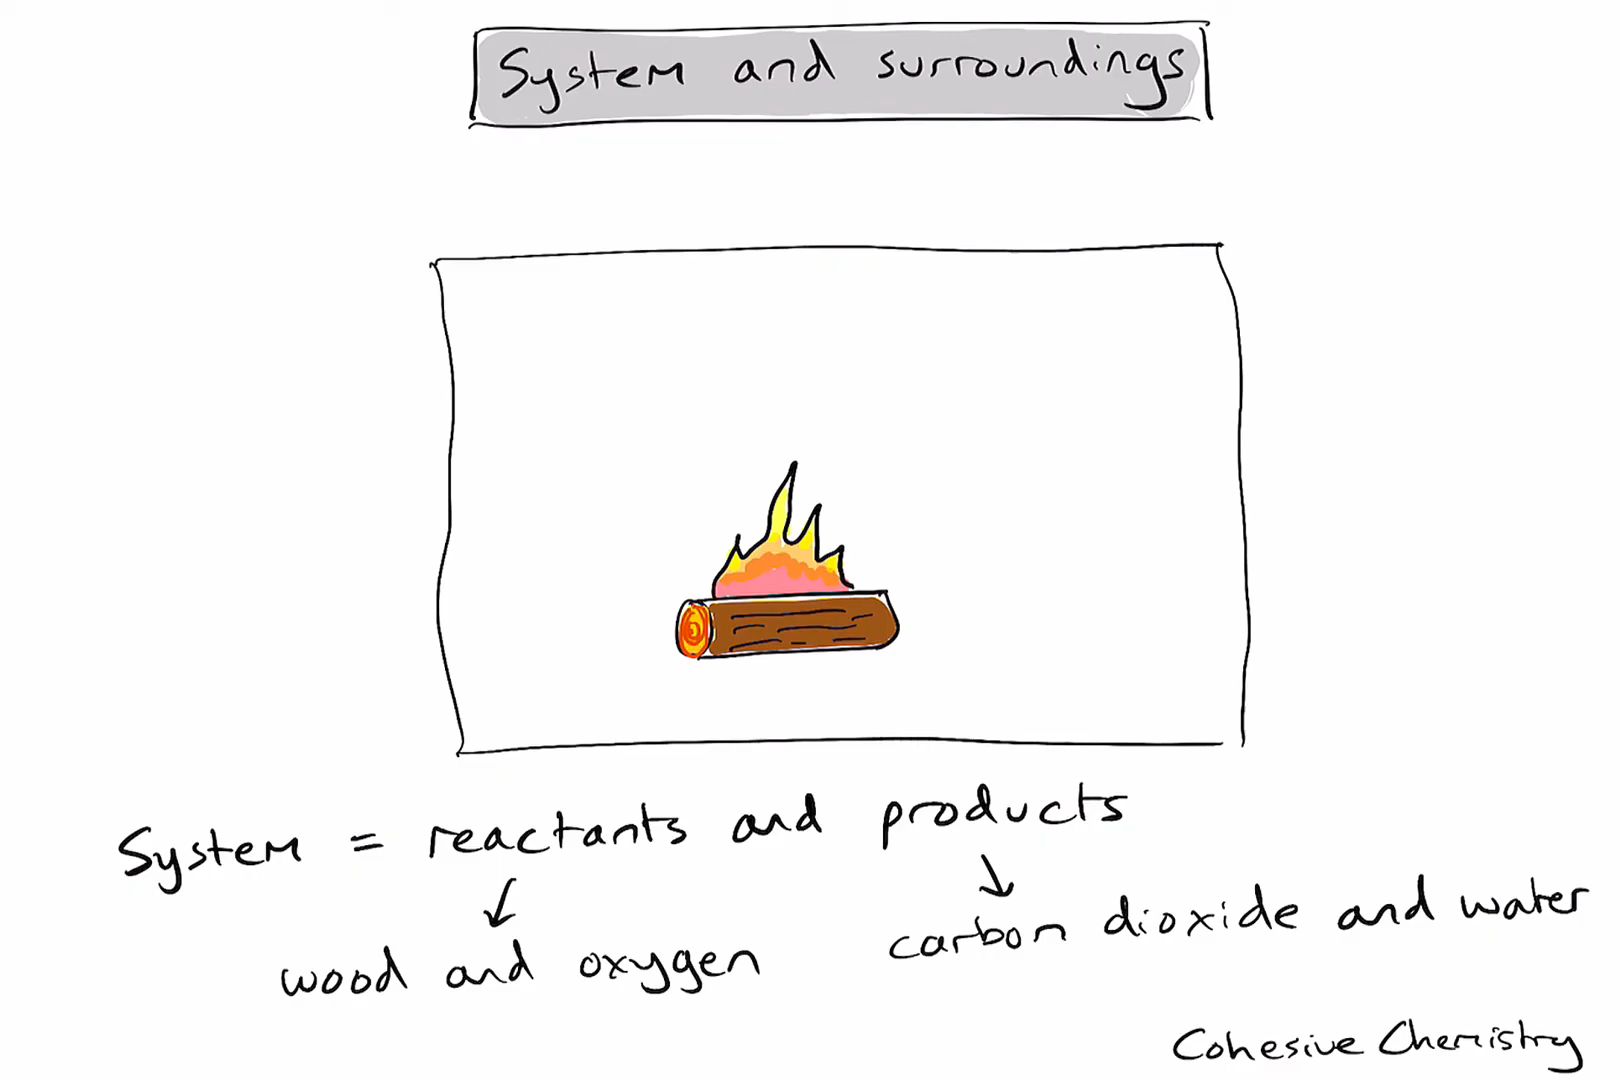 System and surroundings
System = reactants and products
wood and oxygen
carbon dioxide and water
Cohesive Chemistry